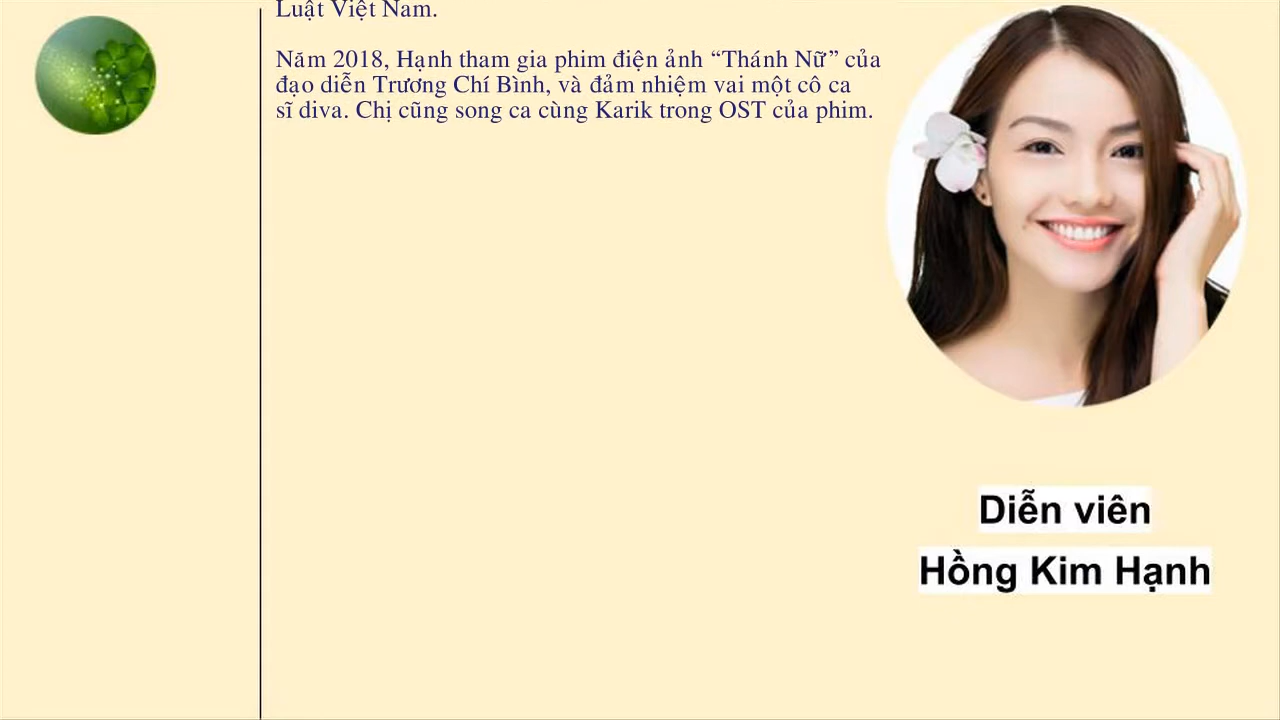 Luật Việt Nam.
Năm 2018, Hạnh tham gia phim điện ảnh “Thánh Nữ” của
đạo diễn Trương Chí Bình, và đảm nhiệm vai một cô ca
sĩ diva. Chị cũng song ca cùng Karik trong OST của phim.
Diễn viên
Hồng Kim Hạnh